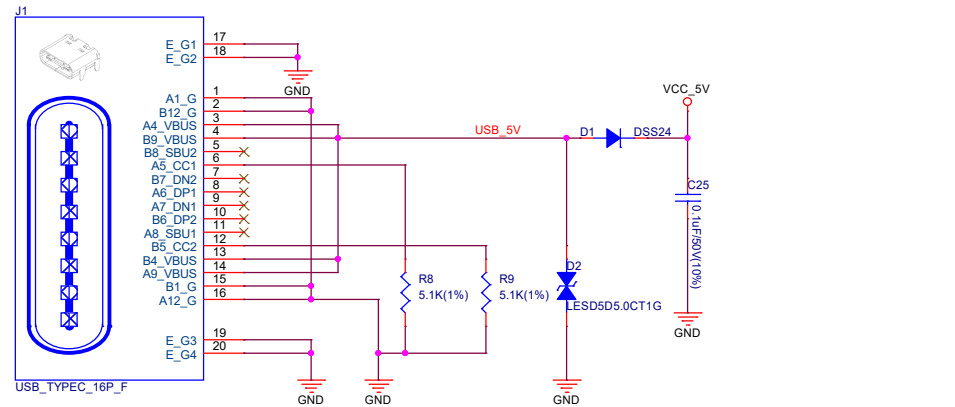 J1
E_G1 17
E_G2 18
GND
A1_G 1
B12_G 2
A4_VBUS 3
B9_VBUS 4
B8_SBU2 5
A5_CC1 6
B7_DN2 7
A6_DP1 8
A7_DN1 9
B6_DP2 10
A8_SBU1 11
B5_CC2 12
B4_VBUS 13
A9_VBUS 14
B1_G 15
A12_G 16
E_G3 19
E_G4 20
USB_TYPEC_16P_F
USB_5V
D1
DSS24
VCC_5V
C25
0.1uF/50V(10%)
GND
R8
5.1K(1%)
R9
5.1K(1%)
D2
LESD5D5.0CT1G
GND
GND
GND